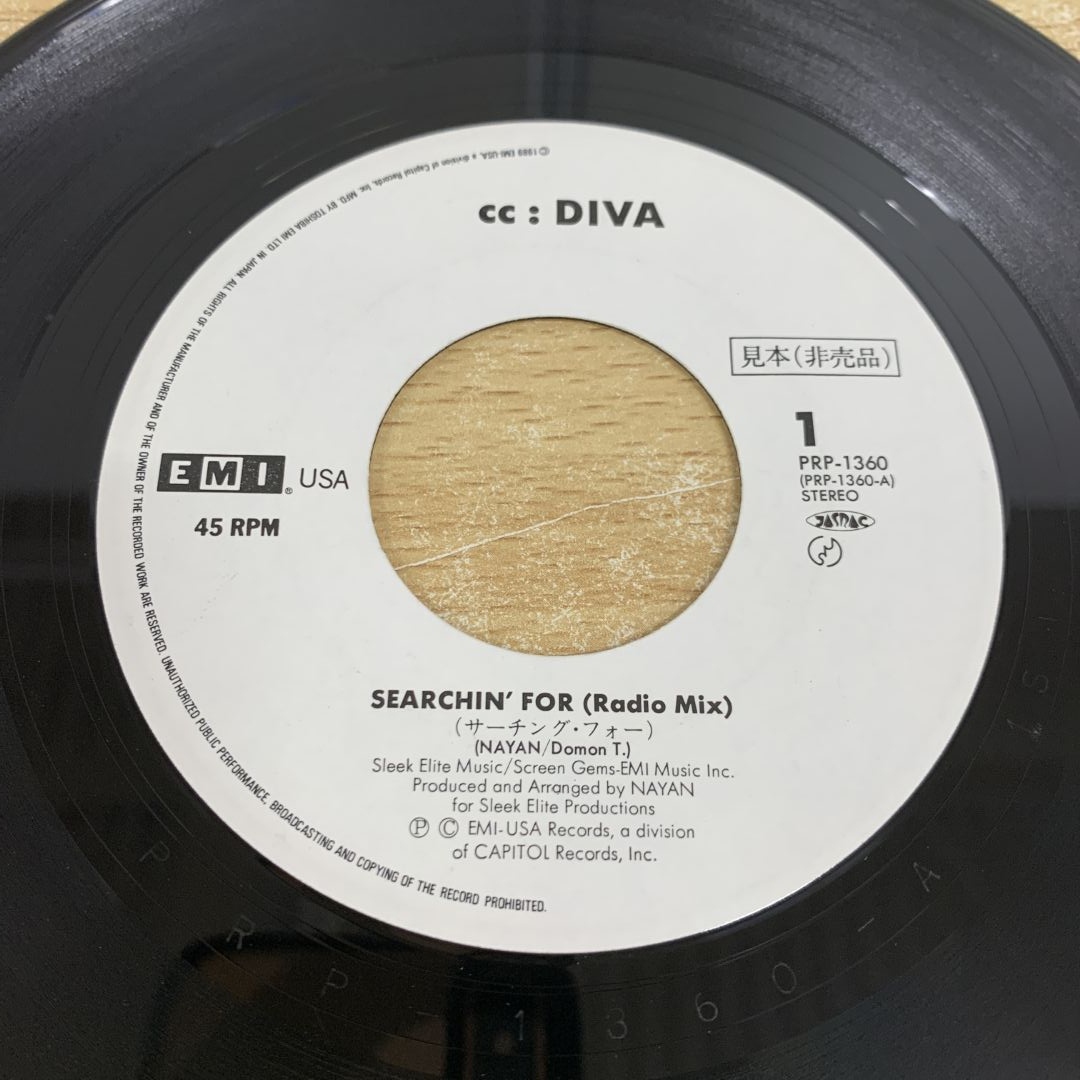 cc : DIVA
見本(非売品)
1
PRP-1360
(PRP-1360-A)
STEREO
JASRAC
EMI® USA
45 RPM
SEARCHIN' FOR (Radio Mix)
(サーチング・フォー)
(NAYAN/Domon T.)
Sleek Elite Music/Screen Gems-EMI Music Inc.
Produced and Arranged by NAYAN
for Sleek Elite Productions
Ⓟ Ⓒ EMI-USA Records, a division
of CAPITOL Records, Inc.
Ⓒ1989 EMI-USA, a division of Capitol Records, Inc. MFD. BY TOSHIBA EMI LTD. IN JAPAN. ALL RIGHTS OF THE MANUFACTURER AND OF THE OWNER OF THE RECORDED WORK ARE RESERVED. UNAUTHORIZED PUBLIC PERFORMANCE, BROADCASTING AND COPYING OF THE RECORD PROHIBITED.
PRP-1360-A 1S